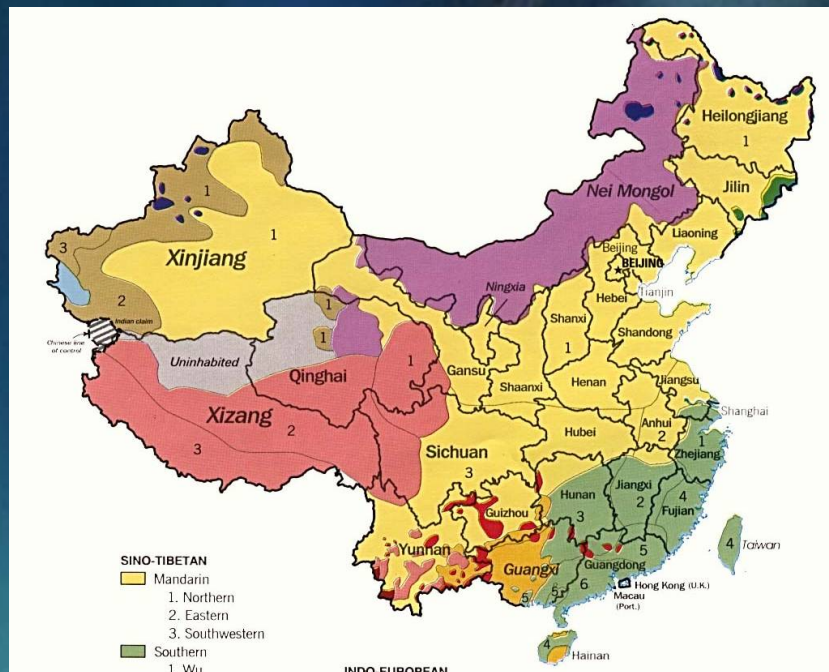 Heilongjiang
1
Jilin
Nei Mongol
Liaoning
Beijing
BEIJING
Tianjin
Hebei
Ningxia
Shanxi
1
Shandong
1
3
1
Xinjiang
2
Indian claim
Chinese line
of control
Uninhabited
1
1
Qinghai
1
Gansu
Shaanxi
Henan
Jiangsu
Shanghai
Anhui
2
1
Zhejiang
Hubei
Xizang
2
3
Sichuan
3
Hunan
3
Jiangxi
2
4
Fujian
Guizhou
Yunnan
Guangxi
5
5
Guangdong
5
6
4
Taiwan
Hong Kong (U.K.)
Macau
(Port.)
4
Hainan
SINO-TIBETAN
Mandarin
1. Northern
2. Eastern
3. Southwestern
Southern
1. Wu
INDO-EUROPEAN